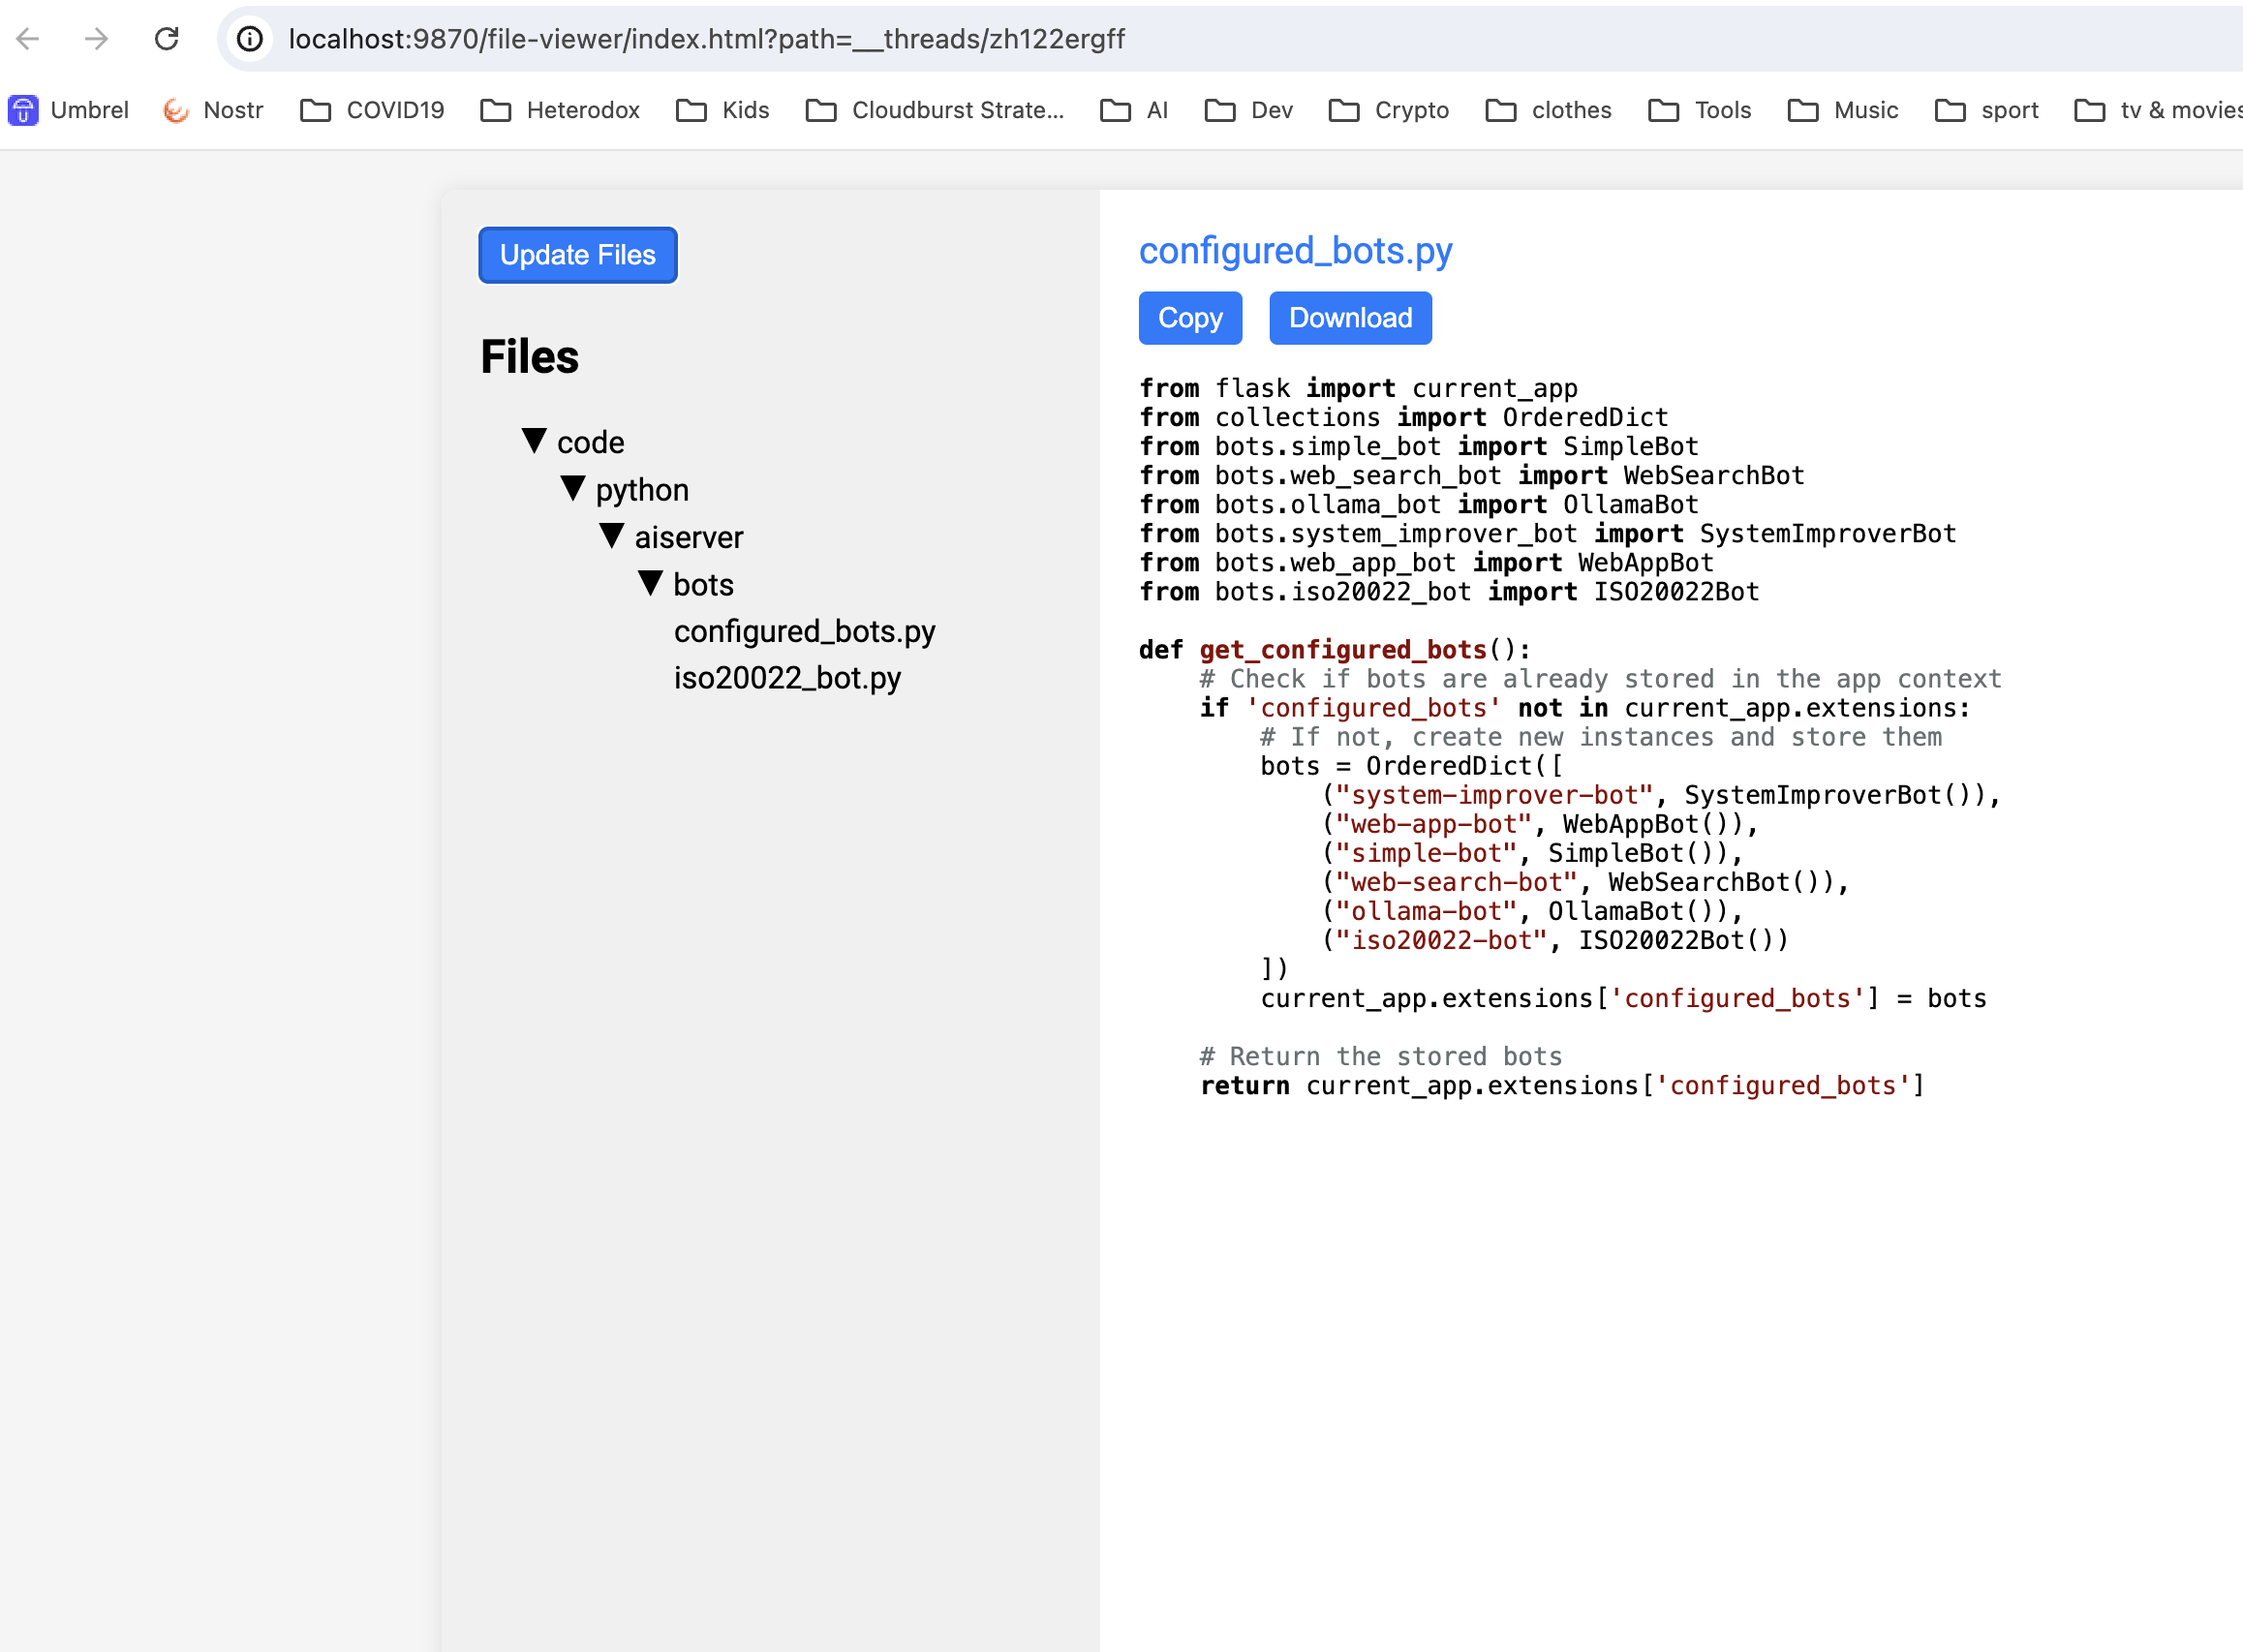 localhost:9870/file-viewer/index.html?path=__threads/zh122ergff
Umbrel Nostr COVID19 Heterodox Kids Cloudburst Strate... AI Dev Crypto clothes Tools Music sport tv & movies
Update Files
Files
code
python
aiserver
bots
configured_bots.py
iso20022_bot.py
configured_bots.py
Copy Download
from flask import current_app
from collections import OrderedDict
from bots.simple_bot import SimpleBot
from bots.web_search_bot import WebSearchBot
from bots.ollama_bot import OllamaBot
from bots.system_improver_bot import SystemImproverBot
from bots.web_app_bot import WebAppBot
from bots.iso20022_bot import ISO20022Bot
def get_configured_bots():
    # Check if bots are already stored in the app context
    if 'configured_bots' not in current_app.extensions:
        # If not, create new instances and store them
        bots = OrderedDict([
            ("system-improver-bot", SystemImproverBot()),
            ("web-app-bot", WebAppBot()),
            ("simple-bot", SimpleBot()),
            ("web-search-bot", WebSearchBot()),
            ("ollama-bot", OllamaBot()),
            ("iso20022-bot", ISO20022Bot())
        ])
        current_app.extensions['configured_bots'] = bots
    # Return the stored bots
    return current_app.extensions['configured_bots']